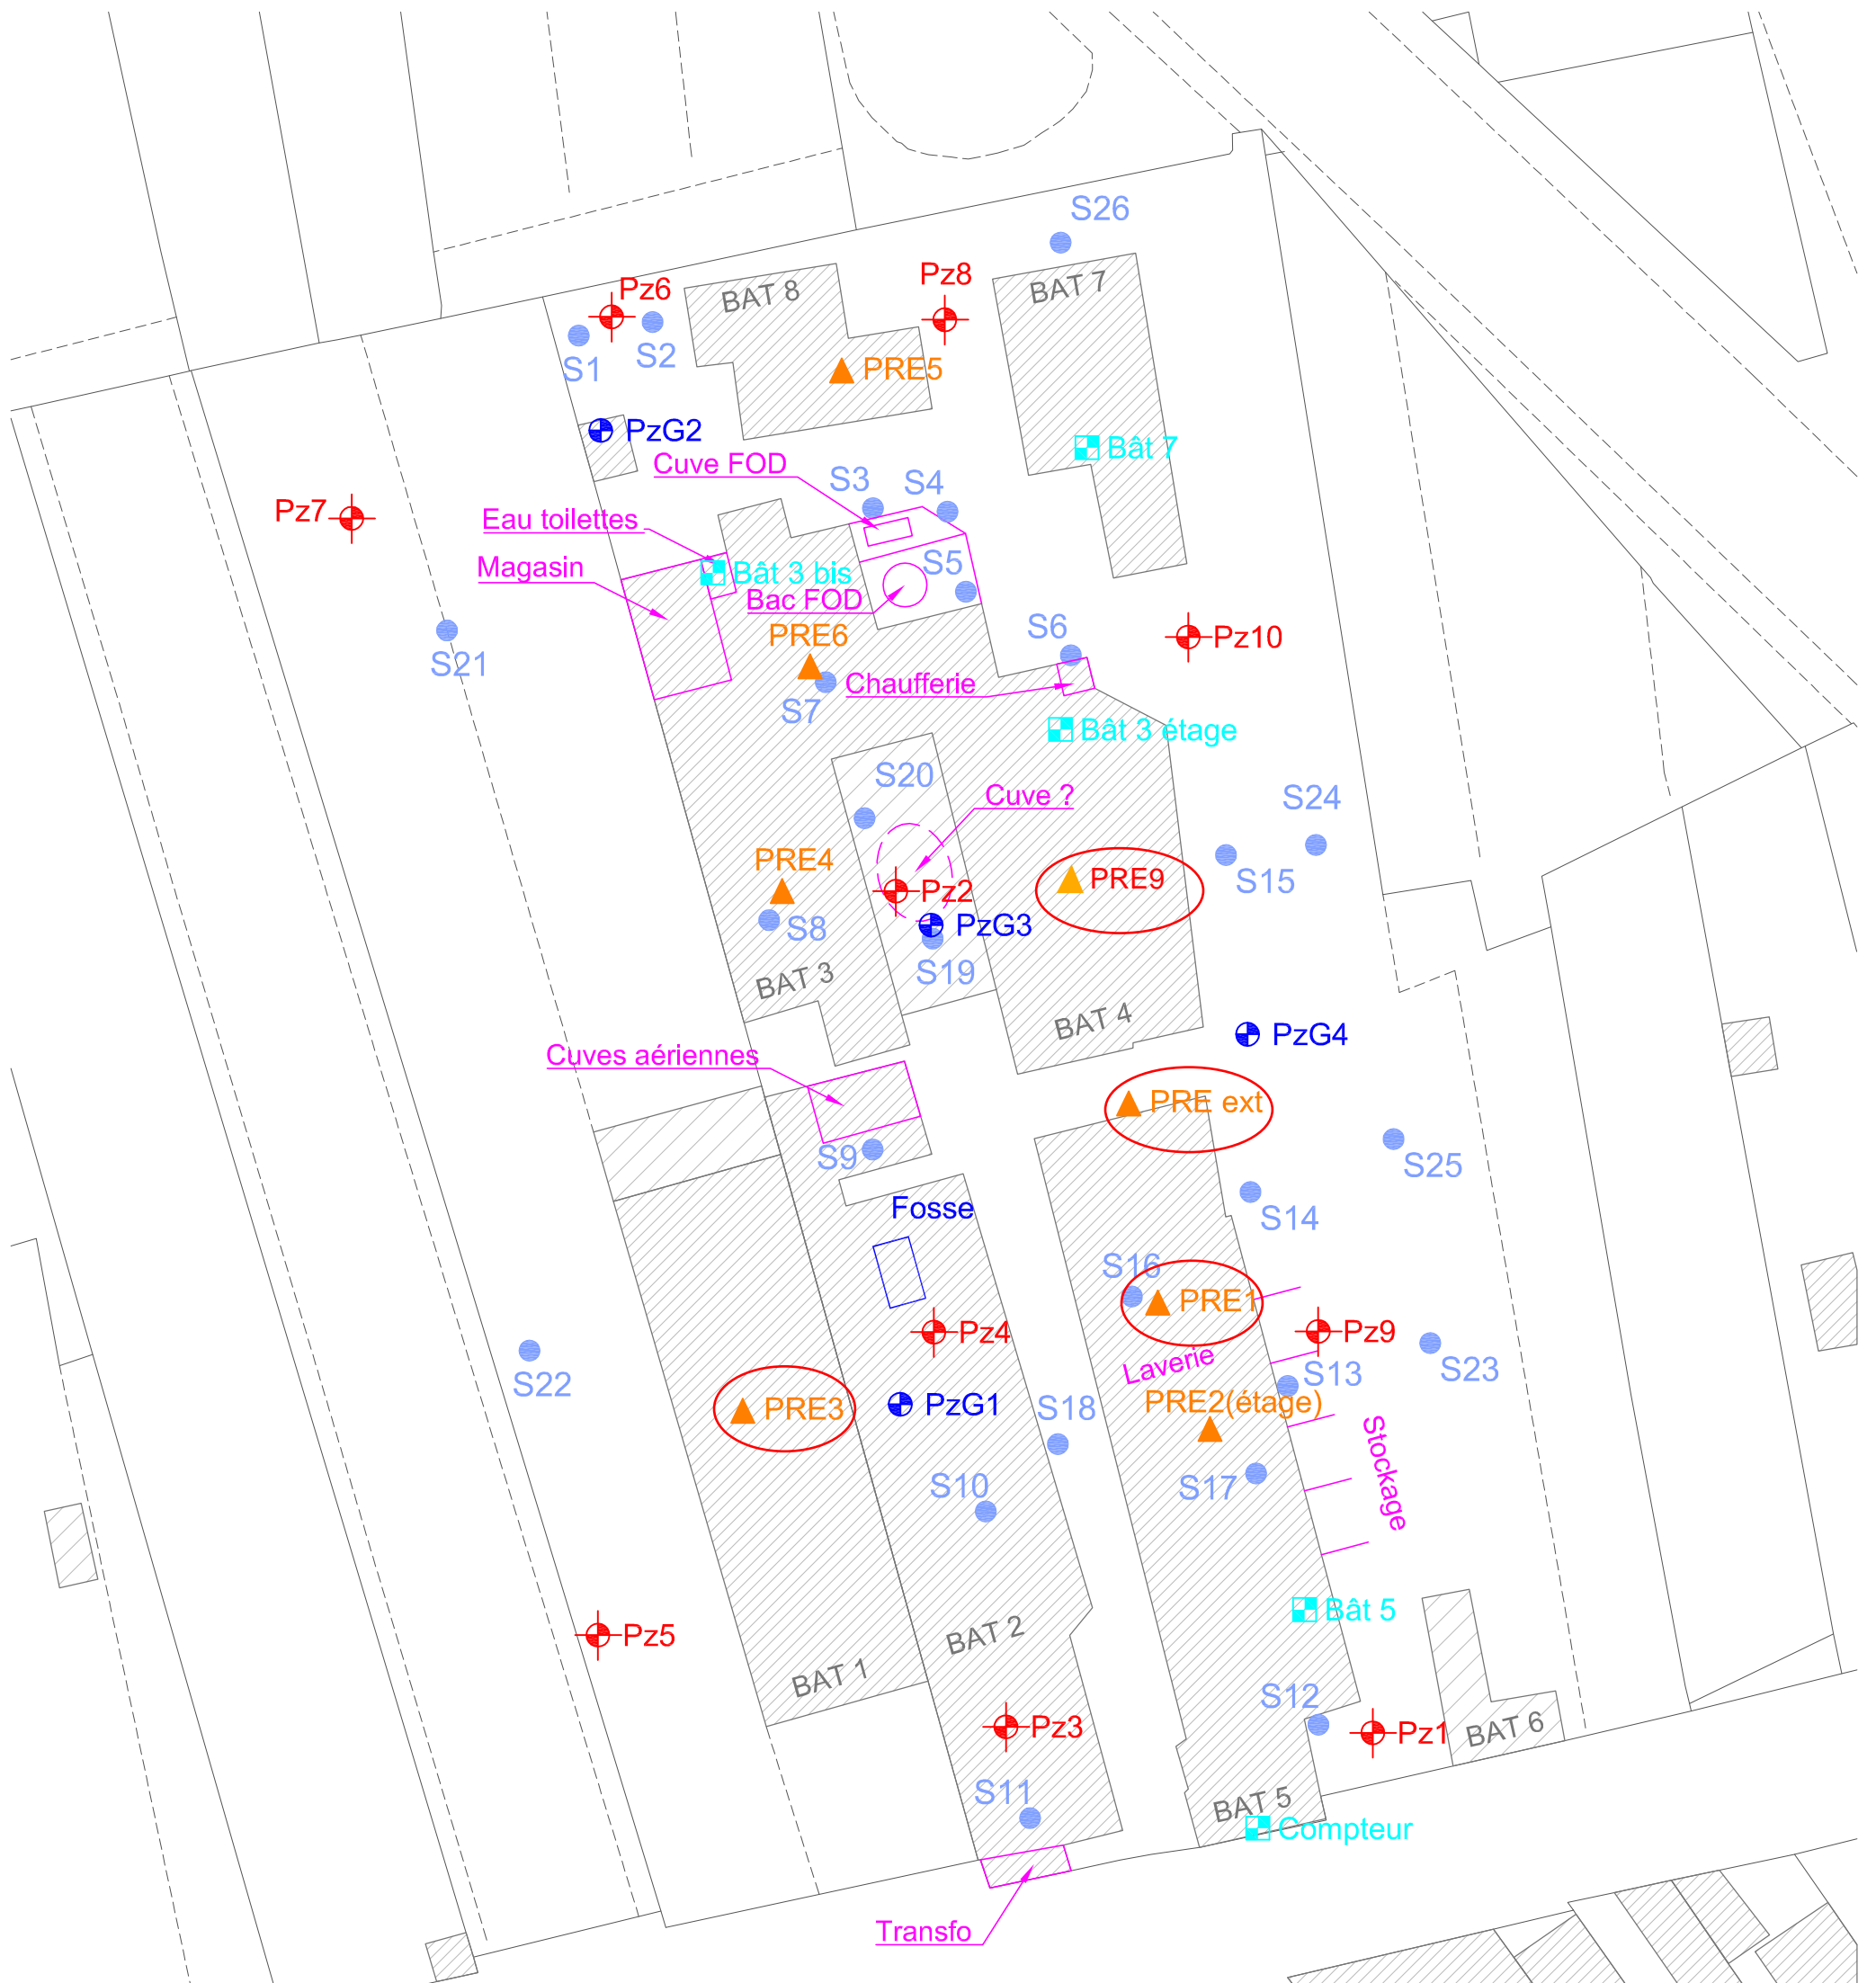 S26
Pz8
BAT 7
Pz6
BAT 8
S1
S2
PRE5
PzG2
Bât 7
Cuve FOD
S3
S4
Pz7
Eau toilettes
Magasin
S5
Bât 3 bis
Bac FOD
S6
PRE6
Pz10
S21
Chaufferie
S7
Bât 3 étage
S20
Cuve ?
S24
PRE4
PRE9
S15
Pz2
S8
PzG3
S19
BAT 3
BAT 4
PzG4
Cuves aériennes
PRE ext
S9
S25
Fosse
S14
S16
PRE1
Pz4
Pz9
Laverie
S23
S22
S13
PRE3
PzG1
PRE2(étage)
S18
Stockage
S10
S17
Bât 5
Pz5
BAT 2
BAT 1
S12
Pz3
Pz1
BAT 6
S11
BAT 5
Compteur
Transfo